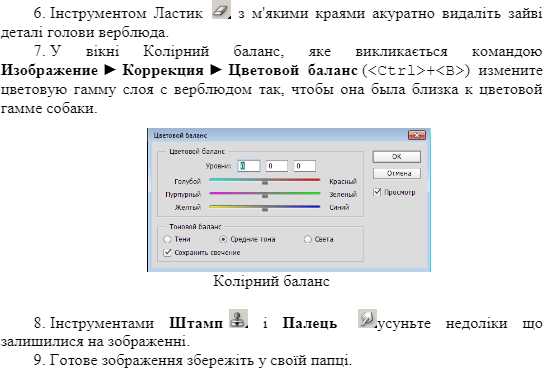 6. Інструментом Ластик з м'якими краями акуратно видаліть зайві
деталі голови верблюда.
7. У вікні Колірний баланс, яке викликається командою
Изображение ► Коррекция ► Цветовой баланс (<Ctrl>+<B>) измените
цветовую гамму слоя с верблюдом так, чтобы она была близка к цветовой
гамме собаки.
Цветовой баланс
Цветовой баланс
Уровни: 0 0 0
OK
Голубой Красный
Отмена
Пурпурный Зеленый
Просмотр
Желтый Синий
Тоновой баланс
Тени Средние тона Света
Сохранить свечение
Колірний баланс
8. Інструментами Штамп і Палець усуньте недоліки що
залишилися на зображенні.
9. Готове зображення збережіть у своїй папці.